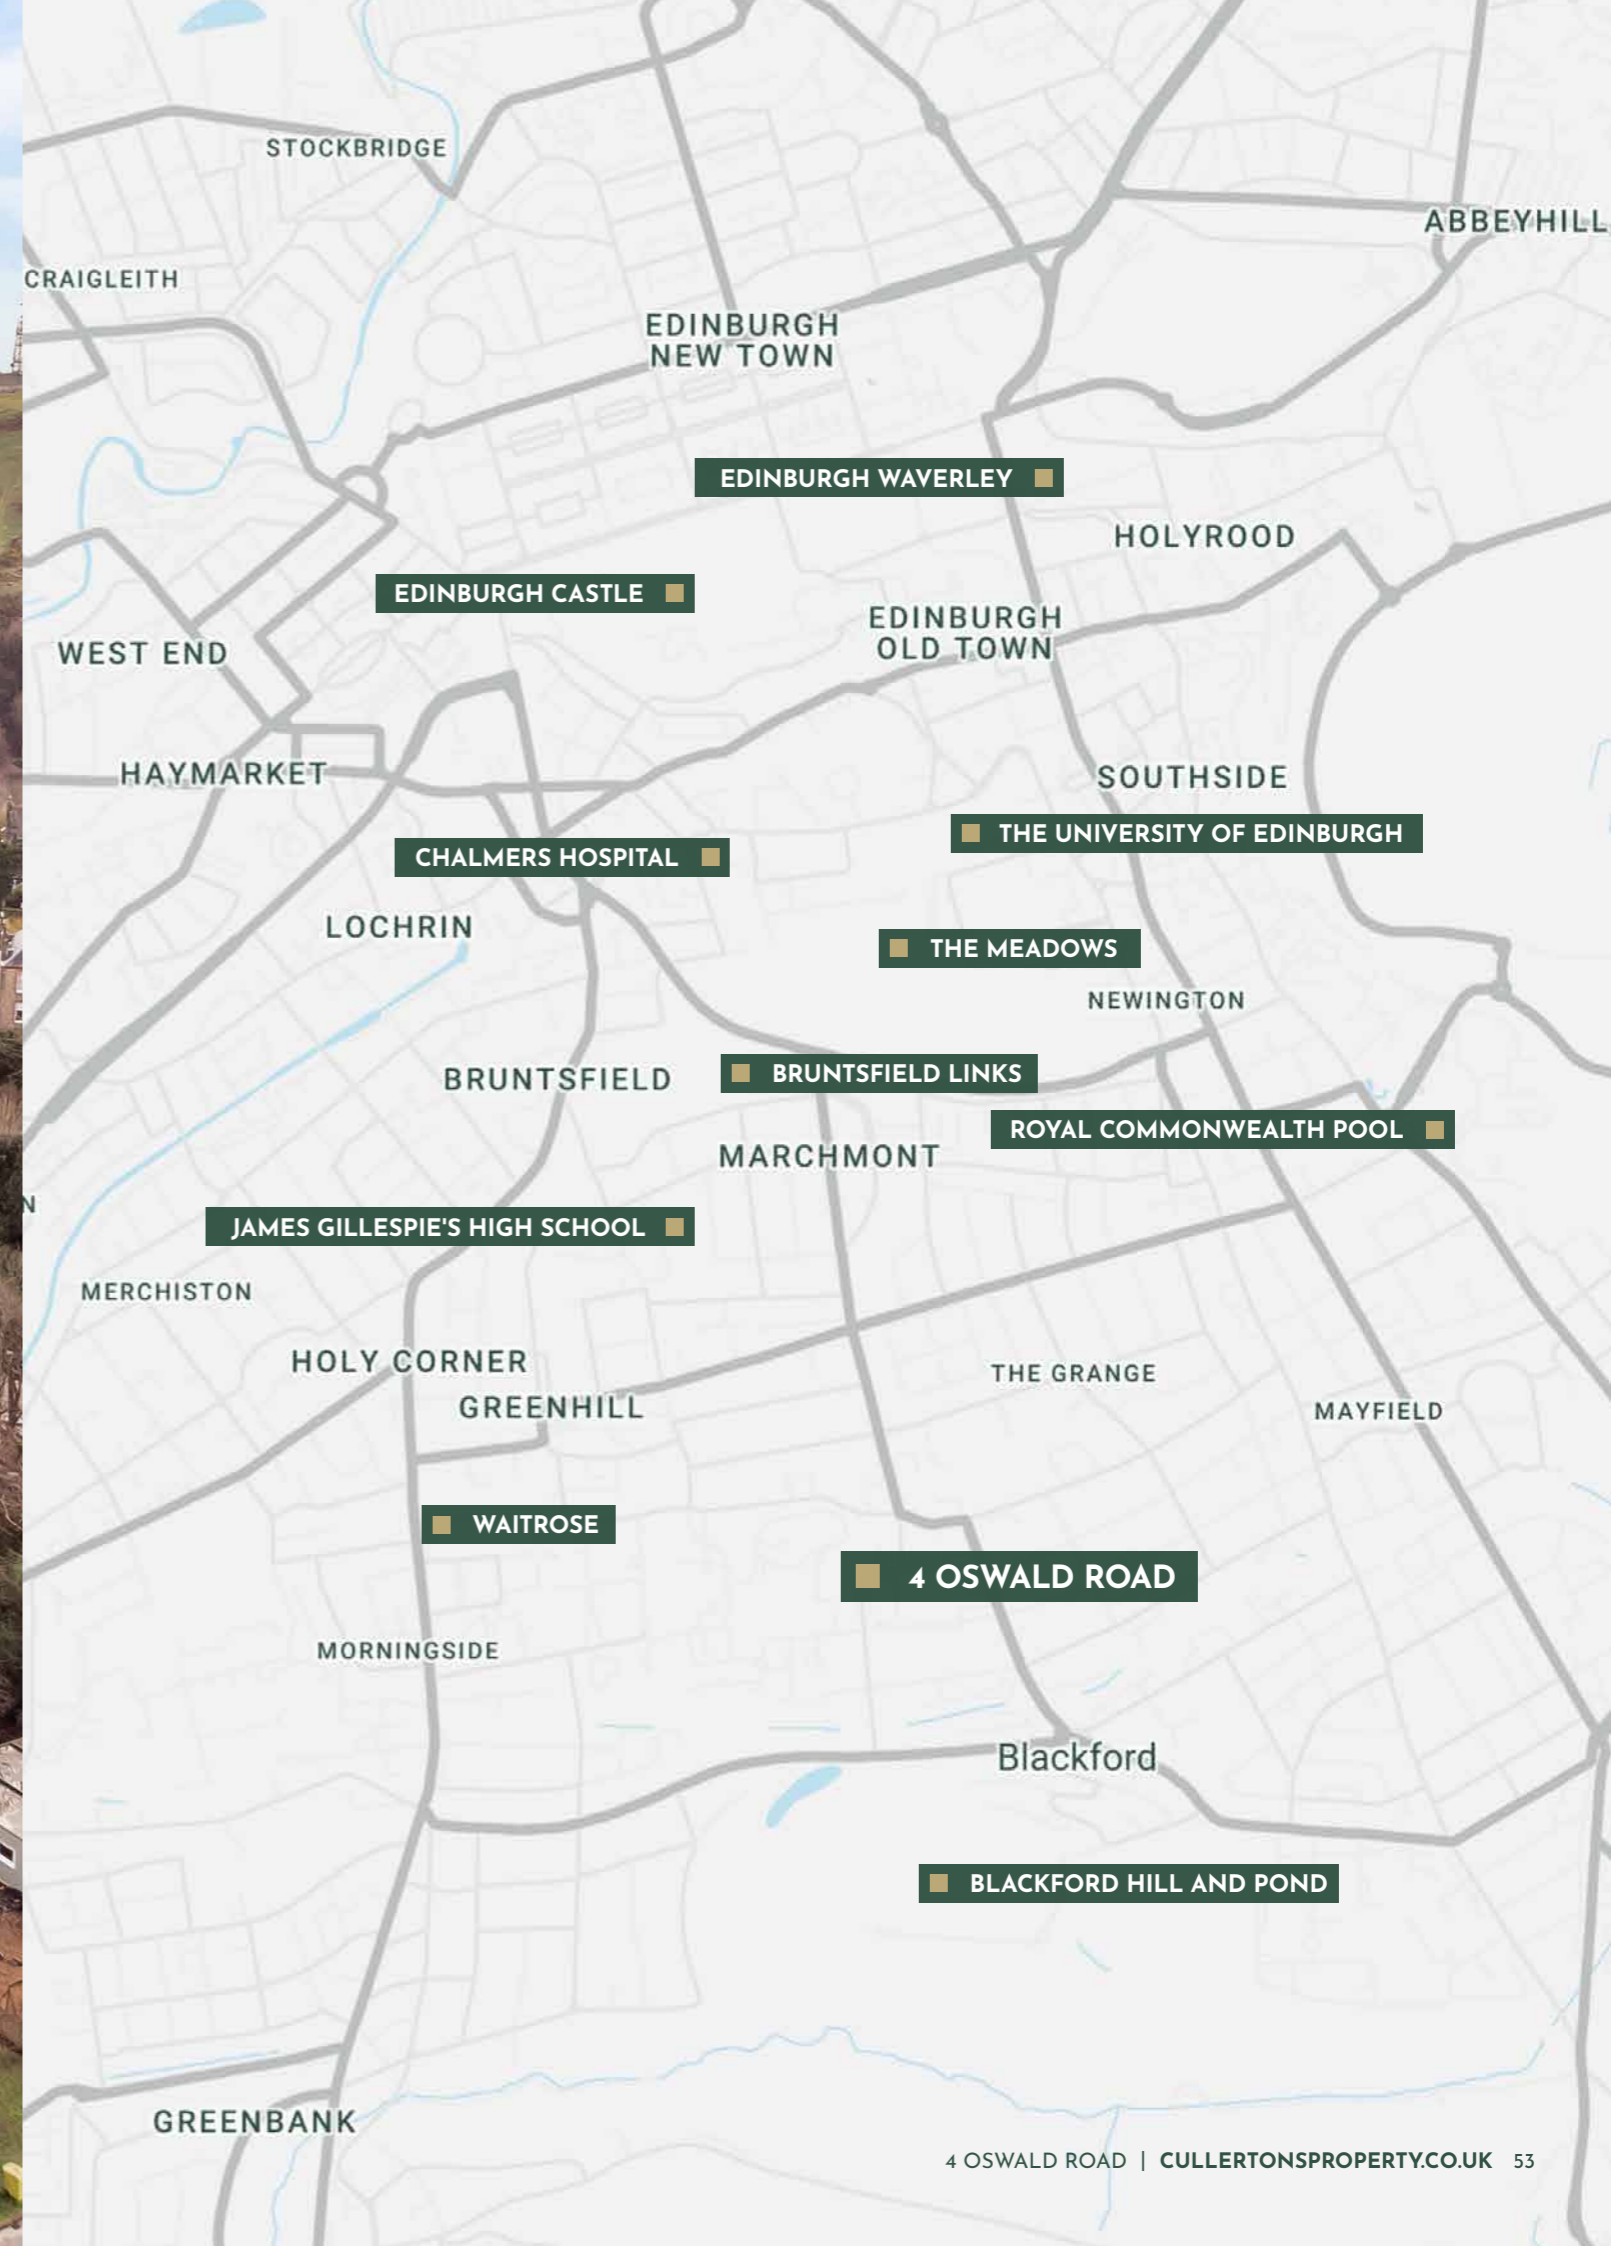 STOCKBRIDGE
ABBEYHILL
CRAIGLEITH
EDINBURGH
NEW TOWN
EDINBURGH WAVERLEY
HOLYROOD
EDINBURGH CASTLE
EDINBURGH
OLD TOWN
WEST END
HAYMARKET
SOUTHSIDE
THE UNIVERSITY OF EDINBURGH
CHALMERS HOSPITAL
LOCHRIN
THE MEADOWS
NEWINGTON
BRUNTSFIELD
BRUNTSFIELD LINKS
ROYAL COMMONWEALTH POOL
MARCHMONT
N
JAMES GILLESPIE'S HIGH SCHOOL
MERCHISTON
HOLY CORNER
THE GRANGE
GREENHILL
MAYFIELD
WAITROSE
4 OSWALD ROAD
MORNINGSIDE
Blackford
BLACKFORD HILL AND POND
GREENBANK
4 OSWALD ROAD | CULLERTONSPROPERTY.CO.UK 53